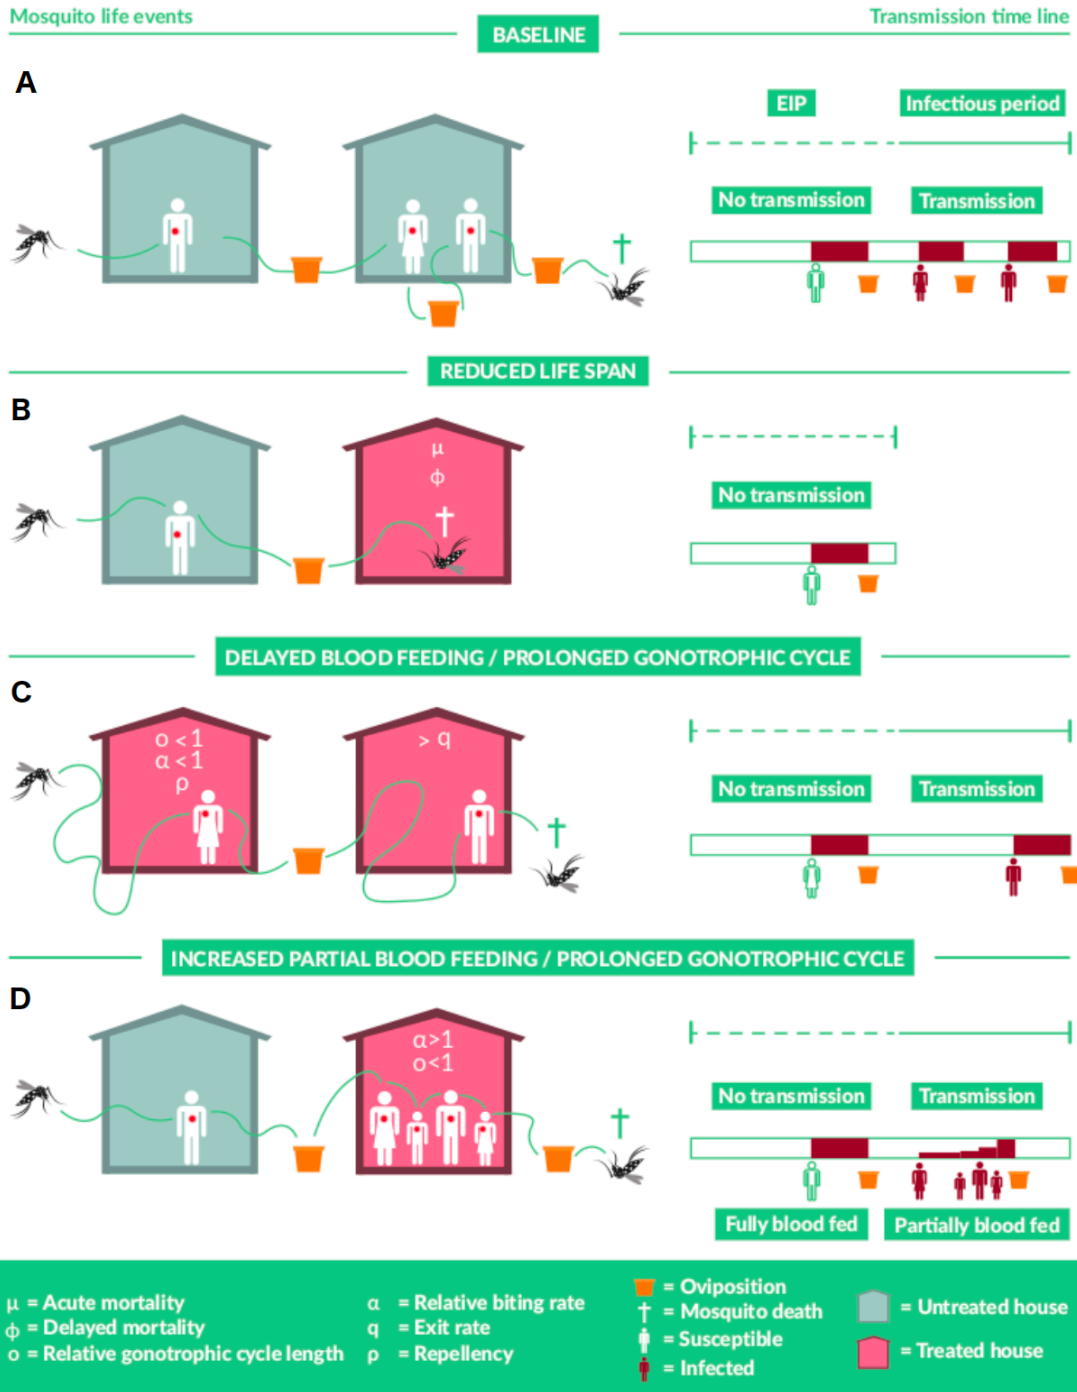 Mosquito life events
Transmission time line
BASELINE
A
EIP
Infectious period
No transmission
Transmission
REDUCED LIFE SPAN
B
μ
ϕ
No transmission
DELAYED BLOOD FEEDING / PROLONGED GONOTROPHIC CYCLE
C
o < 1
α < 1
ρ
> q
No transmission
Transmission
INCREASED PARTIAL BLOOD FEEDING / PROLONGED GONOTROPHIC CYCLE
D
α>1
o<1
No transmission
Transmission
Fully blood fed
Partially blood fed
μ = Acute mortality
ϕ = Delayed mortality
o = Relative gonotrophic cycle length
α = Relative biting rate
q = Exit rate
ρ = Repellency
= Oviposition
= Mosquito death
= Susceptible
= Infected
= Untreated house
= Treated house